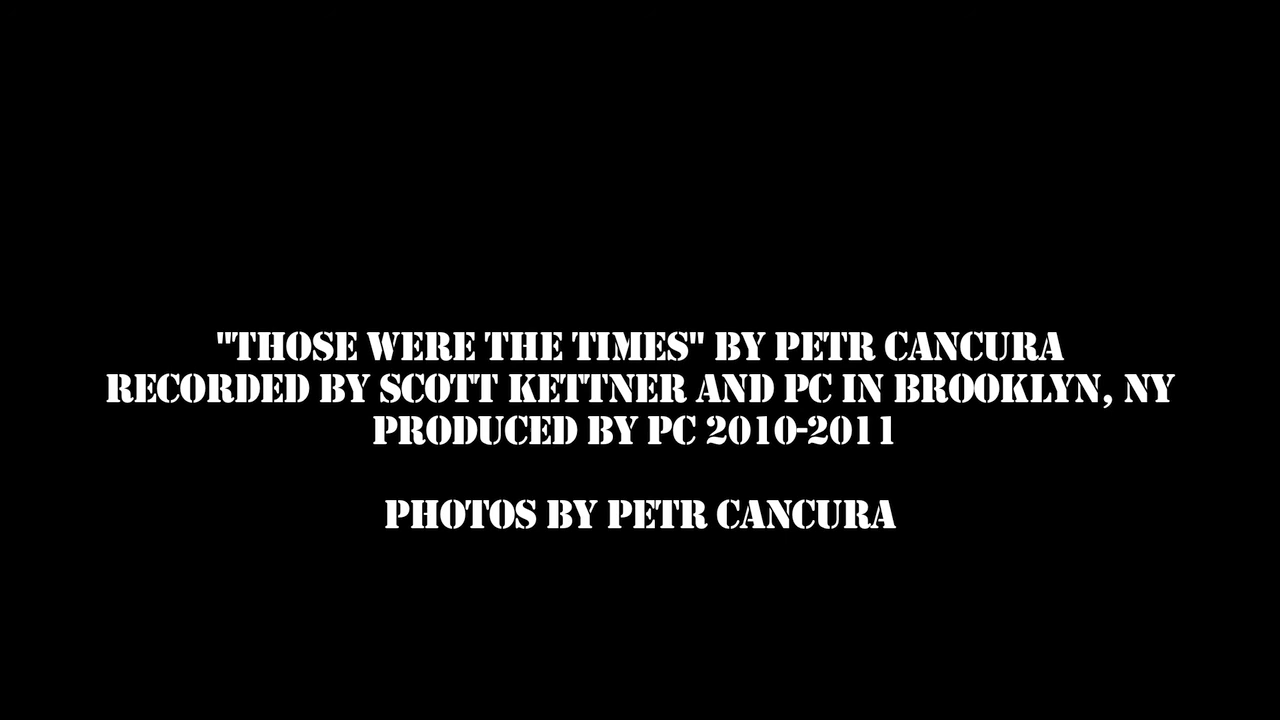 "THOSE WERE THE TIMES" BY PETR CANCURA
RECORDED BY SCOTT KETTNER AND PC IN BROOKLYN, NY
PRODUCED BY PC 2010-2011
PHOTOS BY PETR CANCURA